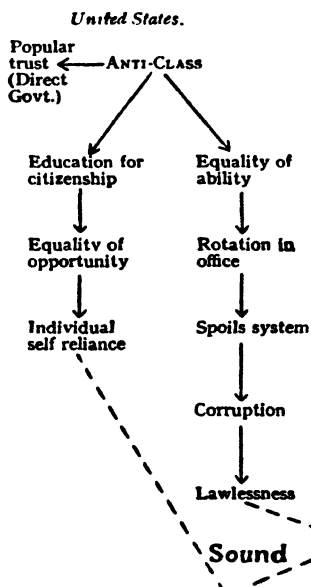 United States.
Popular
trust
(Direct
Govt.)
ANTI-CLASS
Education for
citizenship
Equality of
ability
Equality of
opportunity
Rotation in
office
Individual
self reliance
Spoils system
Corruption
Lawlessness
Sound